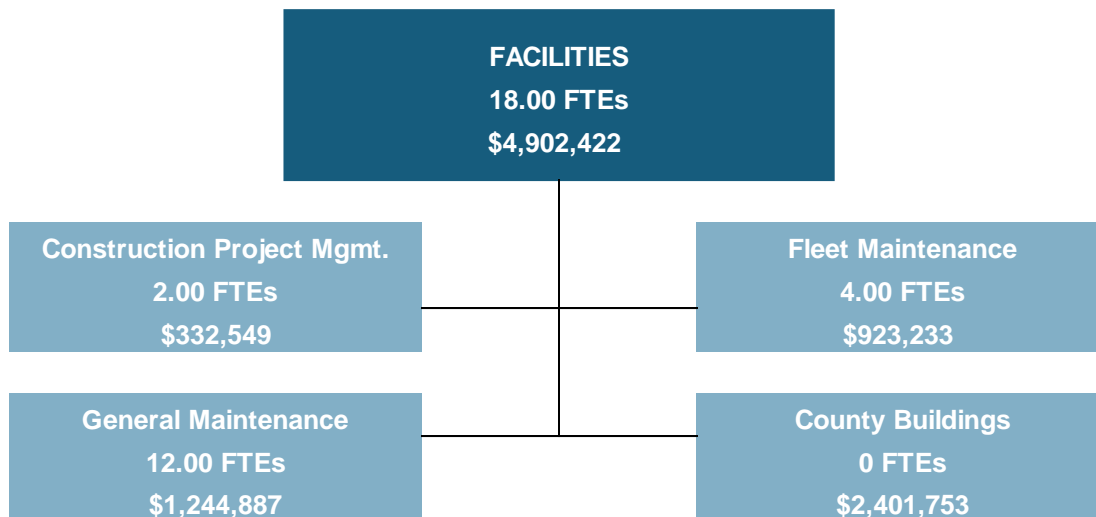 FACILITIES
18.00 FTEs
$4,902,422
Construction Project Mgmt.
2.00 FTEs
$332,549
Fleet Maintenance
4.00 FTEs
$923,233
General Maintenance
12.00 FTEs
$1,244,887
County Buildings
0 FTEs
$2,401,753